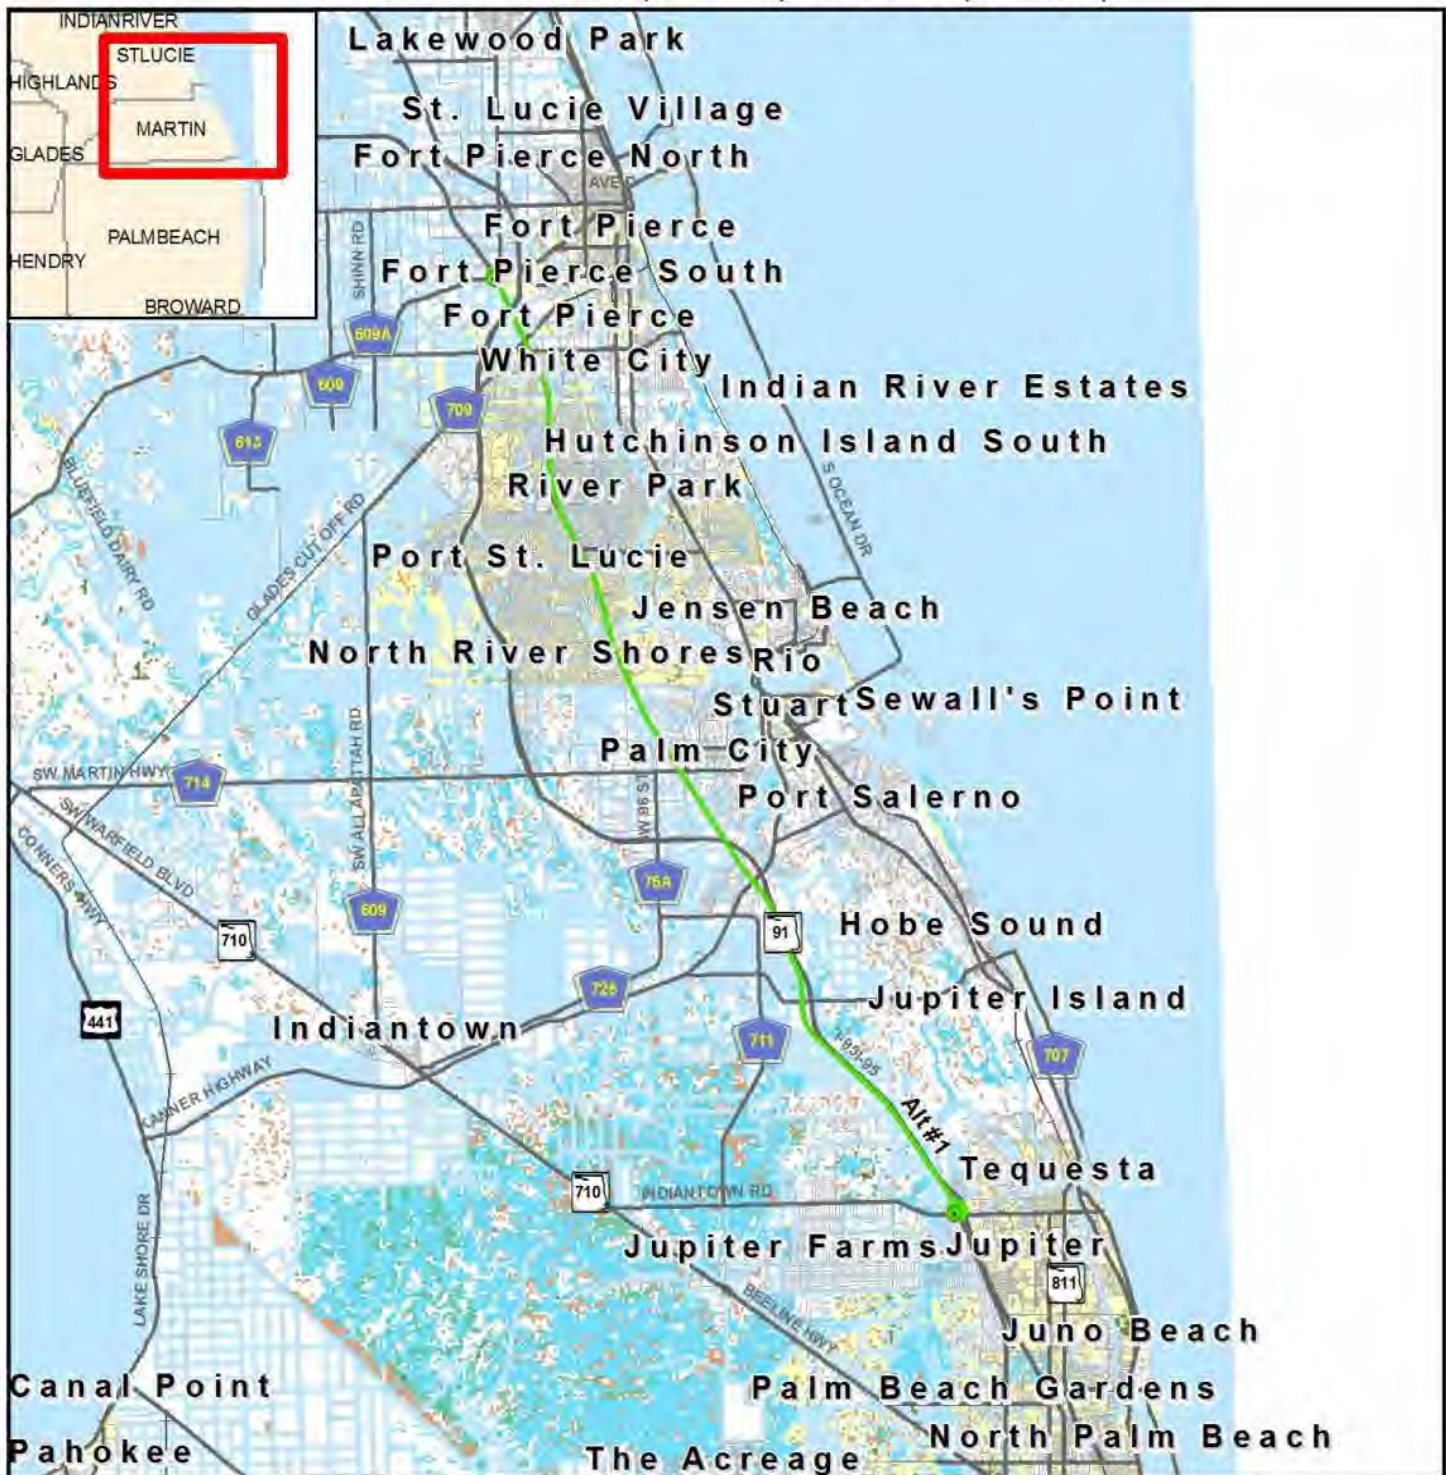 INDIANRIVER
STLUCIE
HIGHLANDS
MARTIN
GLADES
PALMBEACH
HENDRY
BROWARD
Lakewood Park
St. Lucie Village
Fort Pierce North
AVE D
Fort Pierce
SHINN RD
Fort Pierce South
Fort Pierce
609A
White City
609
Indian River Estates
709
613
Hutchinson Island South
River Park
S OCEAN DR
BLUEFIELD DAIRY RD
GLADES CUT OFF RD
Port St. Lucie
Jensen Beach
North River Shores
Rio
Stuart
Sewall's Point
Palm City
SW MARTIN HWY
714
SW ALLAPATTAH RD
SW 96 ST
Port Salerno
SW WARFIELD BLVD
CONNERS HWY
76A
609
710
91
Hobe Sound
726
Jupiter Island
441
Indiantown
711
707
I-95I-95
KANNER HIGHWAY
Alt #1
Tequesta
710
INDIANTOWN RD
LAKE SHORE DR
Jupiter Farms
Jupiter
811
BEELINE HWY
Juno Beach
Canal Point
Palm Beach Gardens
North Palm Beach
Pahokee
The Acreage